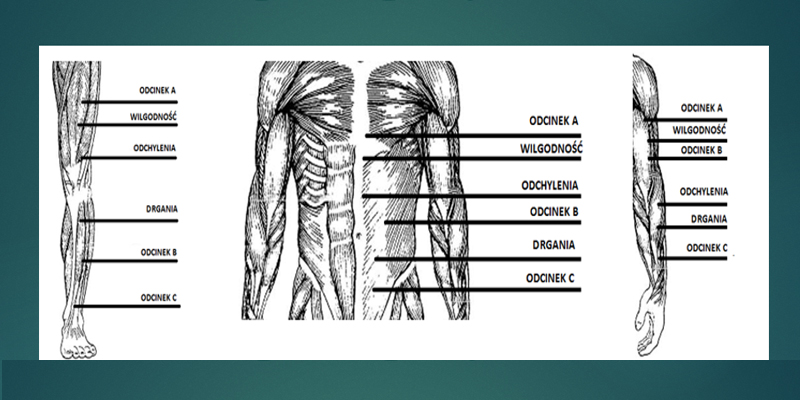 ODCINEK A
WILGODNOŚĆ
ODCHYLENIA
DRGANIA
ODCINEK B
ODCINEK C
ODCINEK A
WILGODNOŚĆ
ODCHYLENIA
ODCINEK B
DRGANIA
ODCINEK C
ODCINEK A
WILGODNOŚĆ
ODCINEK B
ODCHYLENIA
DRGANIA
ODCINEK C